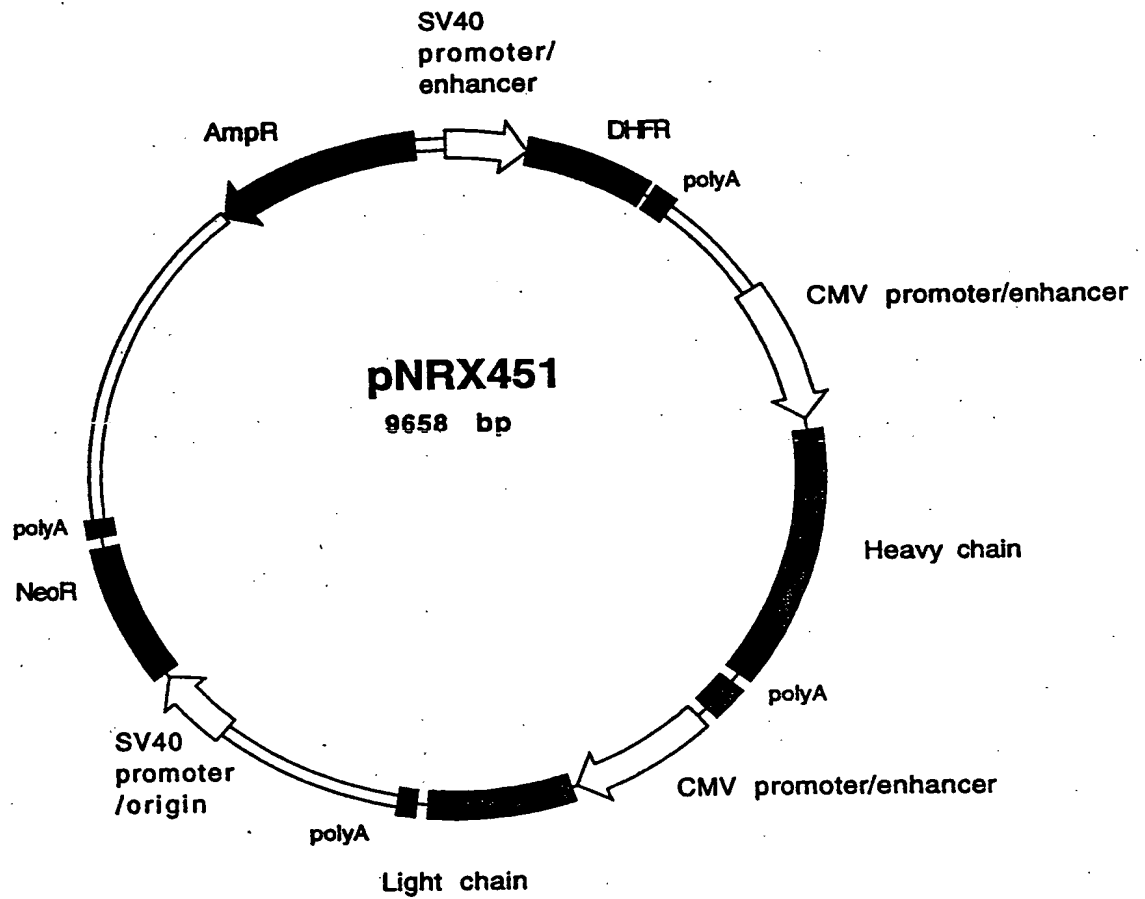 SV40
promoter/
enhancer
AmpR
DHFR
polyA
CMV promoter/enhancer
pNRX451
9658 bp
Heavy chain
polyA
NeoR
polyA
SV40
promoter
/origin
CMV promoter/enhancer
polyA
Light chain